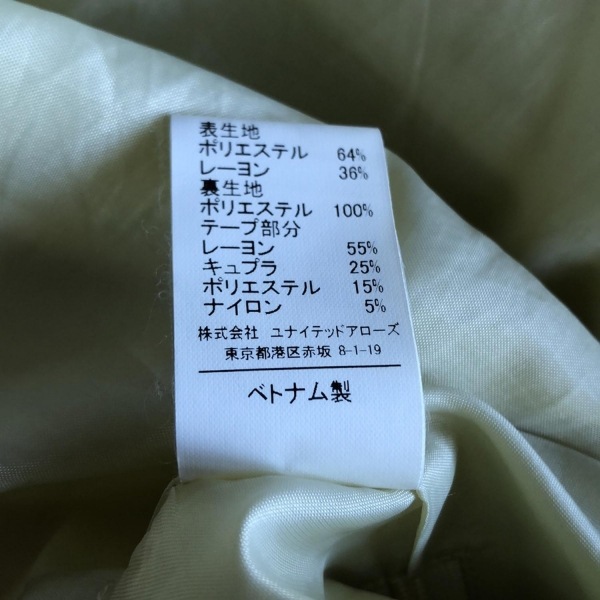 表生地
ポリエステル 64%
レーヨン 36%
裏生地
ポリエステル 100%
テープ部分
レーヨン 55%
キュプラ 25%
ポリエステル 15%
ナイロン 5%
株式会社 ユナイテッドアローズ
東京都港区赤坂 8-1-19
ベトナム製